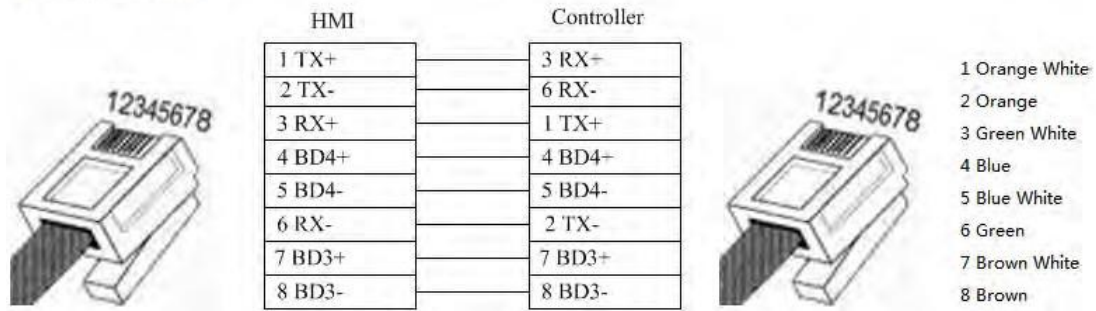 HMI Controller
1 TX+ 3 RX+
2 TX- 6 RX-
3 RX+ 1 TX+
4 BD4+ 4 BD4+
5 BD4- 5 BD4-
6 RX- 2 TX-
7 BD3+ 7 BD3+
8 BD3- 8 BD3-
12345678
12345678
1 Orange White
2 Orange
3 Green White
4 Blue
5 Blue White
6 Green
7 Brown White
8 Brown